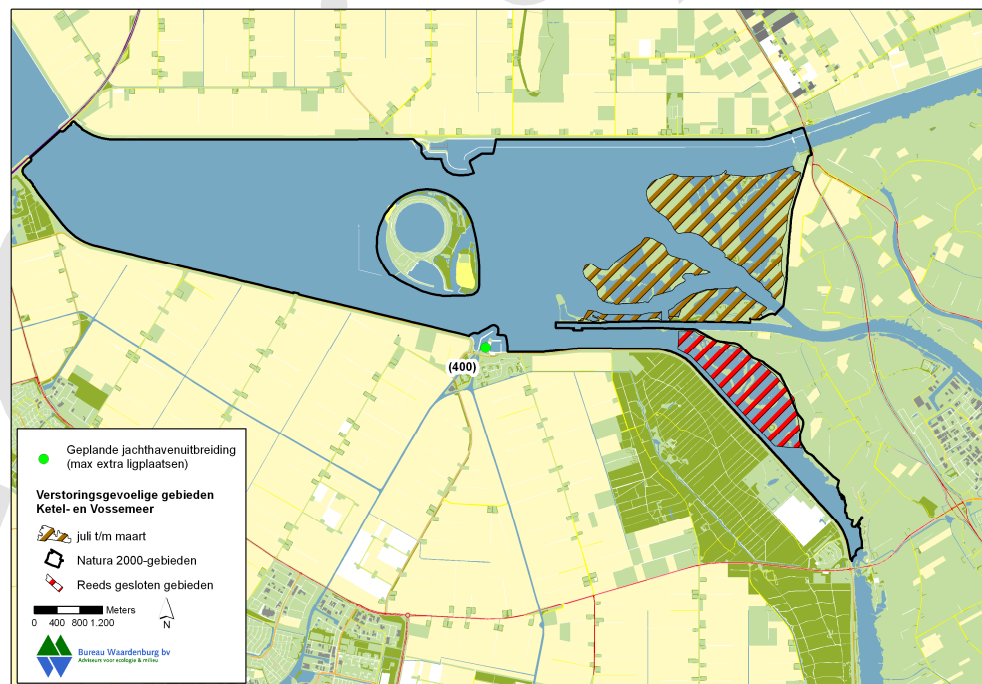 (400)
Geplande jachthavenuitbreiding
(max extra ligplaatsen)
Verstoringsgevoelige gebieden
Ketel- en Vossemeer
juli t/m maart
Natura 2000-gebieden
Reeds gesloten gebieden
Meters
0 400 800 1.200
N
Bureau Waardenburg bv
Adviseurs voor ecologie & milieu